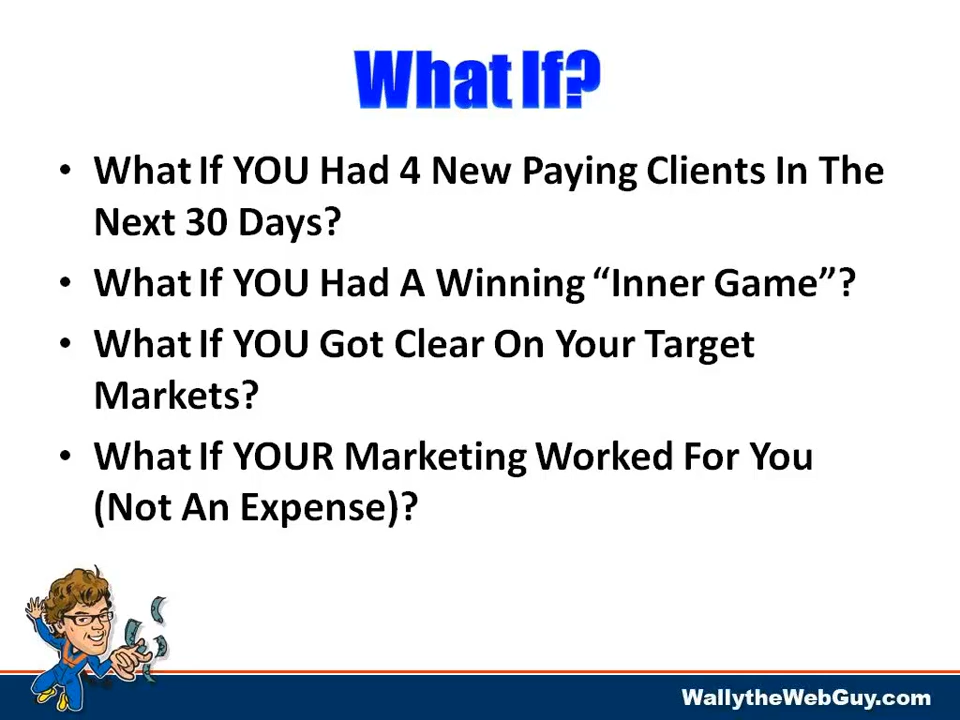 What If?
• What If YOU Had 4 New Paying Clients In The
Next 30 Days?
• What If YOU Had A Winning “Inner Game”?
• What If YOU Got Clear On Your Target
Markets?
• What If YOUR Marketing Worked For You
(Not An Expense)?
WallytheWebGuy.com